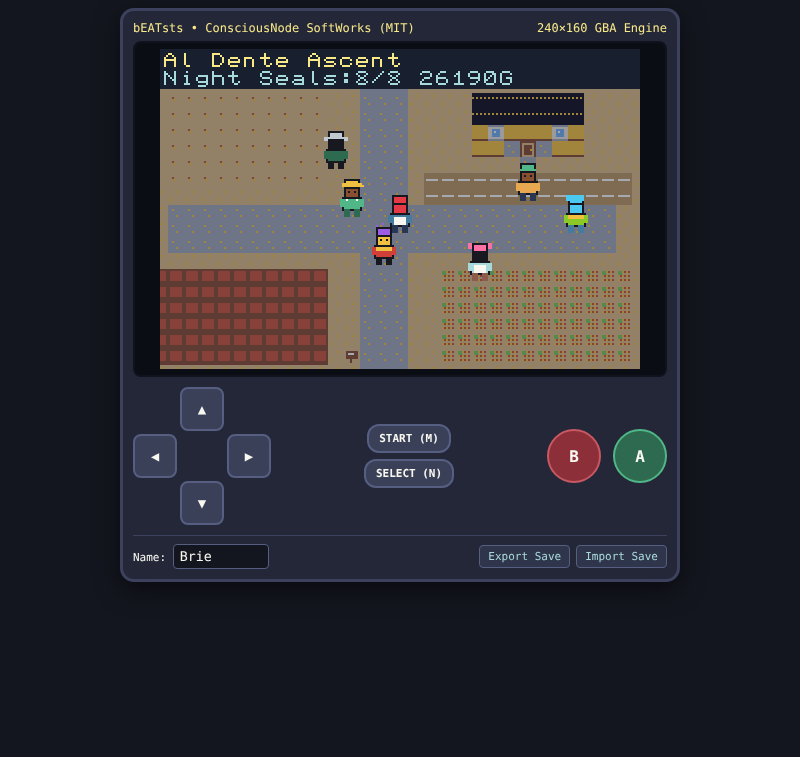 bEATsts • ConsciousNode SoftWorks (MIT)
240×160 GBA Engine
Al Dente Ascent
Night Seals:8/8 26190G
▲
◄
►
▼
START (M)
SELECT (N)
B
A
Name:
Brie
Export Save
Import Save